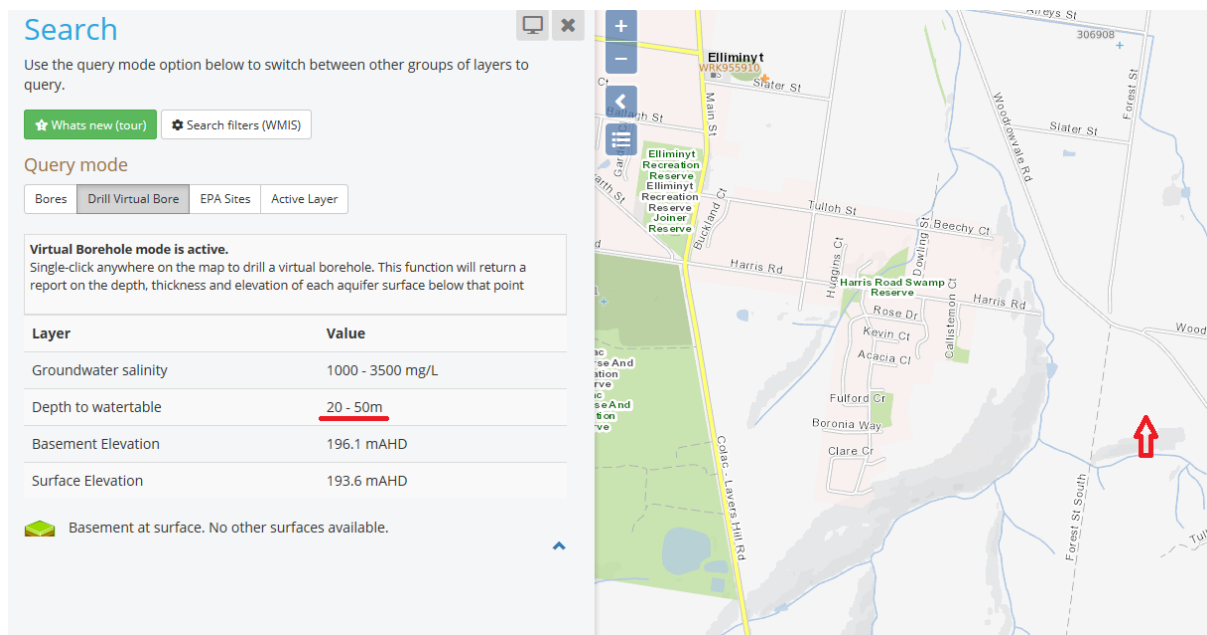 Search
Use the query mode option below to switch between other groups of layers to
query.
Whats new (tour)
Search filters (WMIS)
Query mode
Bores
Drill Virtual Bore
EPA Sites
Active Layer
Virtual Borehole mode is active.
Single-click anywhere on the map to drill a virtual borehole. This function will return a
report on the depth, thickness and elevation of each aquifer surface below that point
Layer Value
Groundwater salinity 1000 - 3500 mg/L
Depth to watertable 20 - 50m
Basement Elevation 196.1 mAHD
Surface Elevation 193.6 mAHD
Basement at surface. No other surfaces available.
306908
Elliminyt
WRK955910
Slater St
Ct
Main St
Forest St
Woodrowvale Rd
Slater St
Elliminyt
Recreation
Reserve
Elliminyt
Recreation
Reserve
Joiner
Reserve
Buckland Ct
Tulloh St
Beechy Ct
Dowling St
Huggins Ct
Harris Rd
Harris Road Swamp
Reserve
Harris Rd
Callistemon Ct
Rose Dr
Kevin Ct
Acacia Cl
Wood
Fulford Cr
Boronia Way
Clare Cr
Colac - Lavers Hill Rd
Forest St South